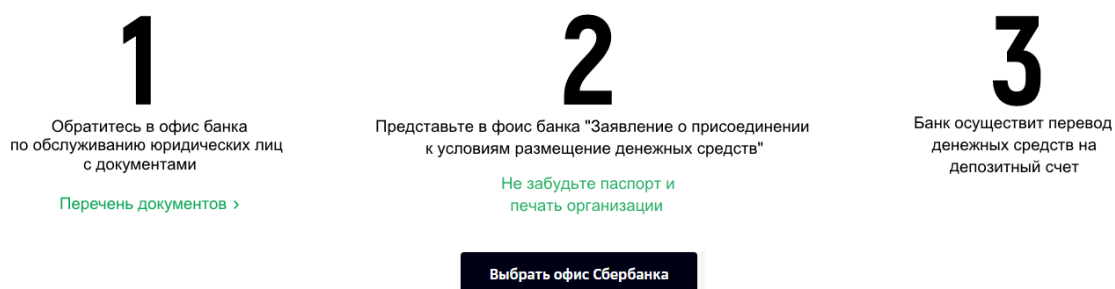 1
Обратитесь в офис банка
по обслуживанию юридических лиц
с документами
Перечень документов >
2
Представьте в фоис банка "Заявление о присоединении
к условиям размещение денежных средств"
Не забудьте паспорт и
печать организации
3
Банк осуществит перевод
денежных средств на
депозитный счет
Выбрать офис Сбербанка